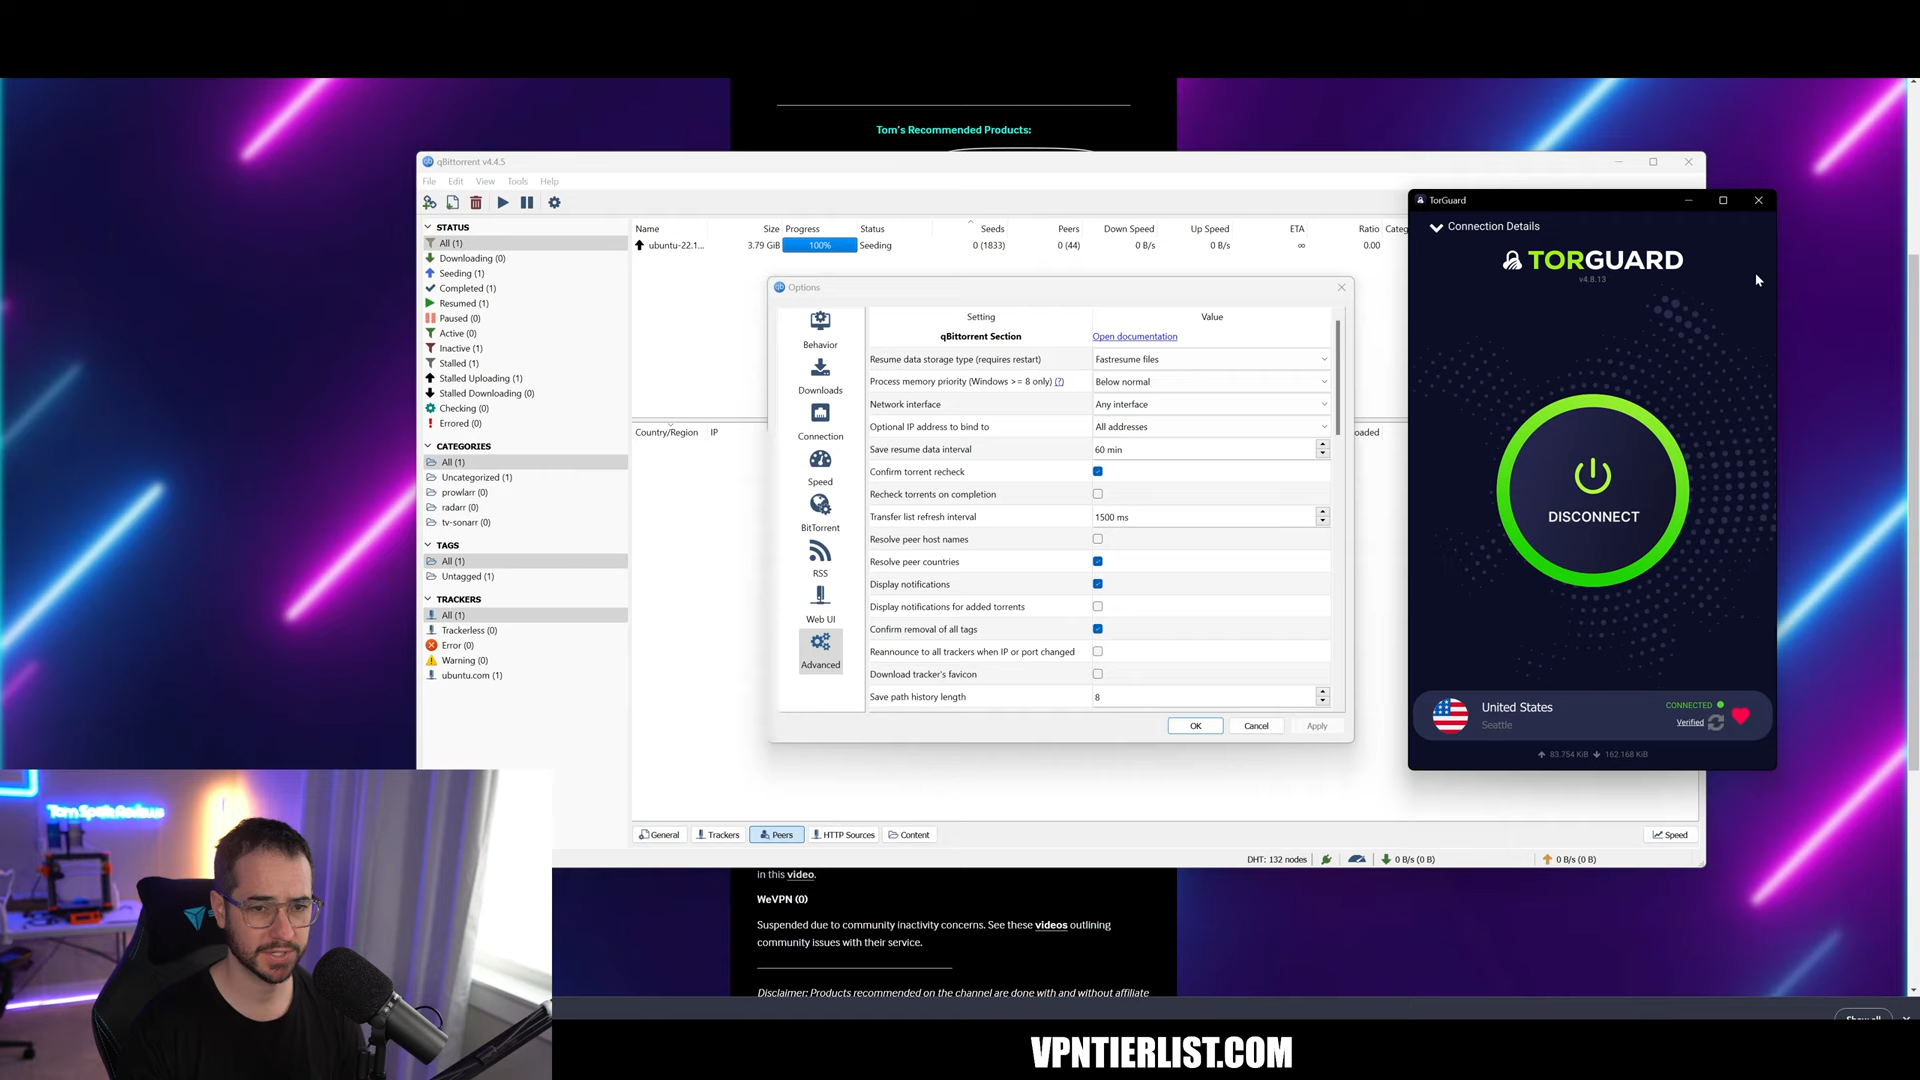 Tom's Recommended Products:
qBittorrent v4.4.5
File Edit View Tools Help
STATUS
All (1)
Downloading (0)
Seeding (1)
Completed (1)
Resumed (1)
Paused (0)
Active (0)
Inactive (1)
Stalled (1)
Stalled Uploading (1)
Stalled Downloading (0)
Checking (0)
Errored (0)
CATEGORIES
All (1)
Uncategorized (1)
prowlarr (0)
radarr (0)
tv-sonarr (0)
TAGS
All (1)
Untagged (1)
TRACKERS
All (1)
Trackerless (0)
Error (0)
Warning (0)
ubuntu.com (1)
Name Size Progress Status Seeds Peers Down Speed Up Speed ETA Ratio Categ
ubuntu-22.1... 3.79 GiB 100% Seeding 0 (1833) 0 (44) 0 B/s 0 B/s ∞ 0.00
Country/Region IP
oaded
Options
Behavior
Downloads
Connection
Speed
BitTorrent
RSS
Web UI
Advanced
Setting Value
qBittorrent Section Open documentation
Resume data storage type (requires restart) Fastresume files
Process memory priority (Windows >= 8 only) (?) Below normal
Network interface Any interface
Optional IP address to bind to All addresses
Save resume data interval 60 min
Confirm torrent recheck
Recheck torrents on completion
Transfer list refresh interval 1500 ms
Resolve peer host names
Resolve peer countries
Display notifications
Display notifications for added torrents
Confirm removal of all tags
Reannounce to all trackers when IP or port changed
Download tracker's favicon
Save path history length 8
OK Cancel Apply
TorGuard
Connection Details
TORGUARD
v4.8.13
DISCONNECT
United States CONNECTED
Seattle Verified
83.754 KiB 162.168 KiB
General Trackers Peers HTTP Sources Content Speed
DHT: 132 nodes 0 B/s (0 B) 0 B/s (0 B)
in this video.
WeVPN (0)
Suspended due to community inactivity concerns. See these videos outlining
community issues with their service.
Disclaimer: Products recommended on the channel are done with and without affiliate
Show all
Tom Spark Reviews
VPNTIERLIST.COM